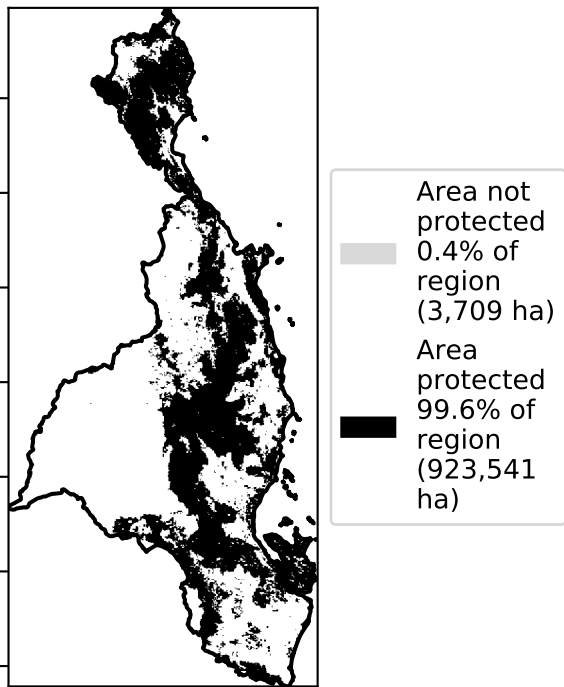 Area not
protected
0.4% of
region
(3,709 ha)
Area
protected
99.6% of
region
(923,541
ha)